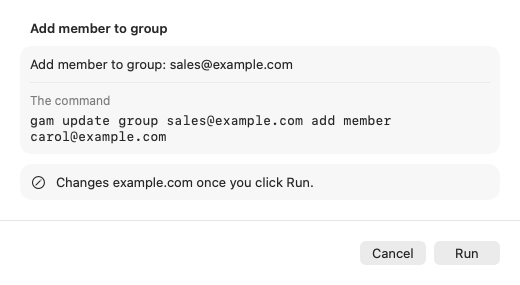 Add member to group
Add member to group: sales@example.com
The command
gam update group sales@example.com add member
carol@example.com
Changes example.com once you click Run.
Cancel
Run